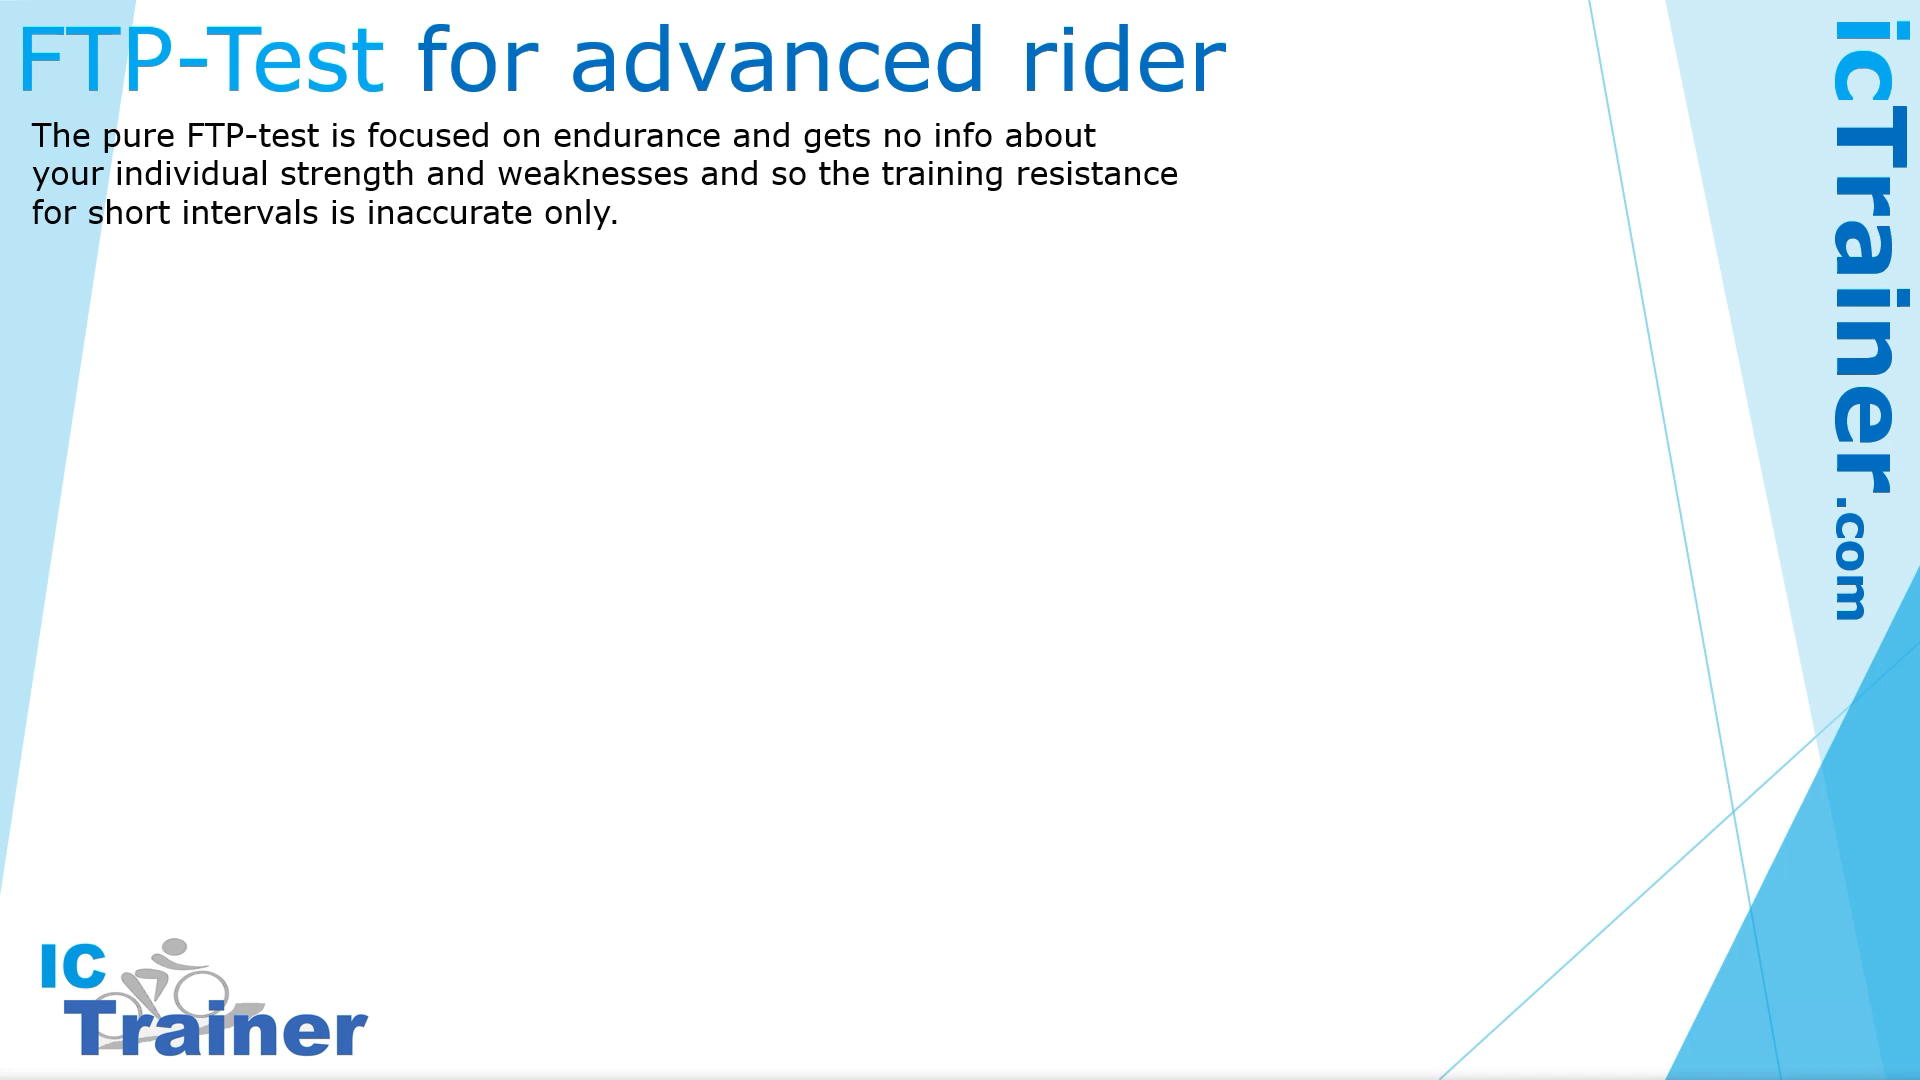 FTP-Test for advanced rider
The pure FTP-test is focused on endurance and gets no info about
your individual strength and weaknesses and so the training resistance
for short intervals is inaccurate only.
icTrainer.com
IC
Trainer